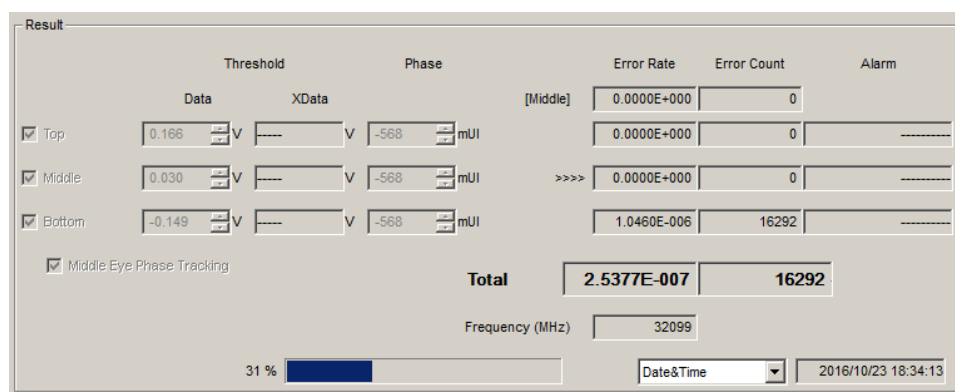 Result
Threshold Phase Error Rate Error Count Alarm
Data XData [Middle] 0.0000E+000 0
Top 0.166 V ----- V -568 mUI 0.0000E+000 0 ----------
Middle 0.030 V ----- V -568 mUI >>>> 0.0000E+000 0 ----------
Bottom -0.149 V ----- V -568 mUI 1.0460E-006 16292 ----------
Middle Eye Phase Tracking
Total 2.5377E-007 16292
Frequency (MHz) 32099
31 % Date&Time 2016/10/23 18:34:13